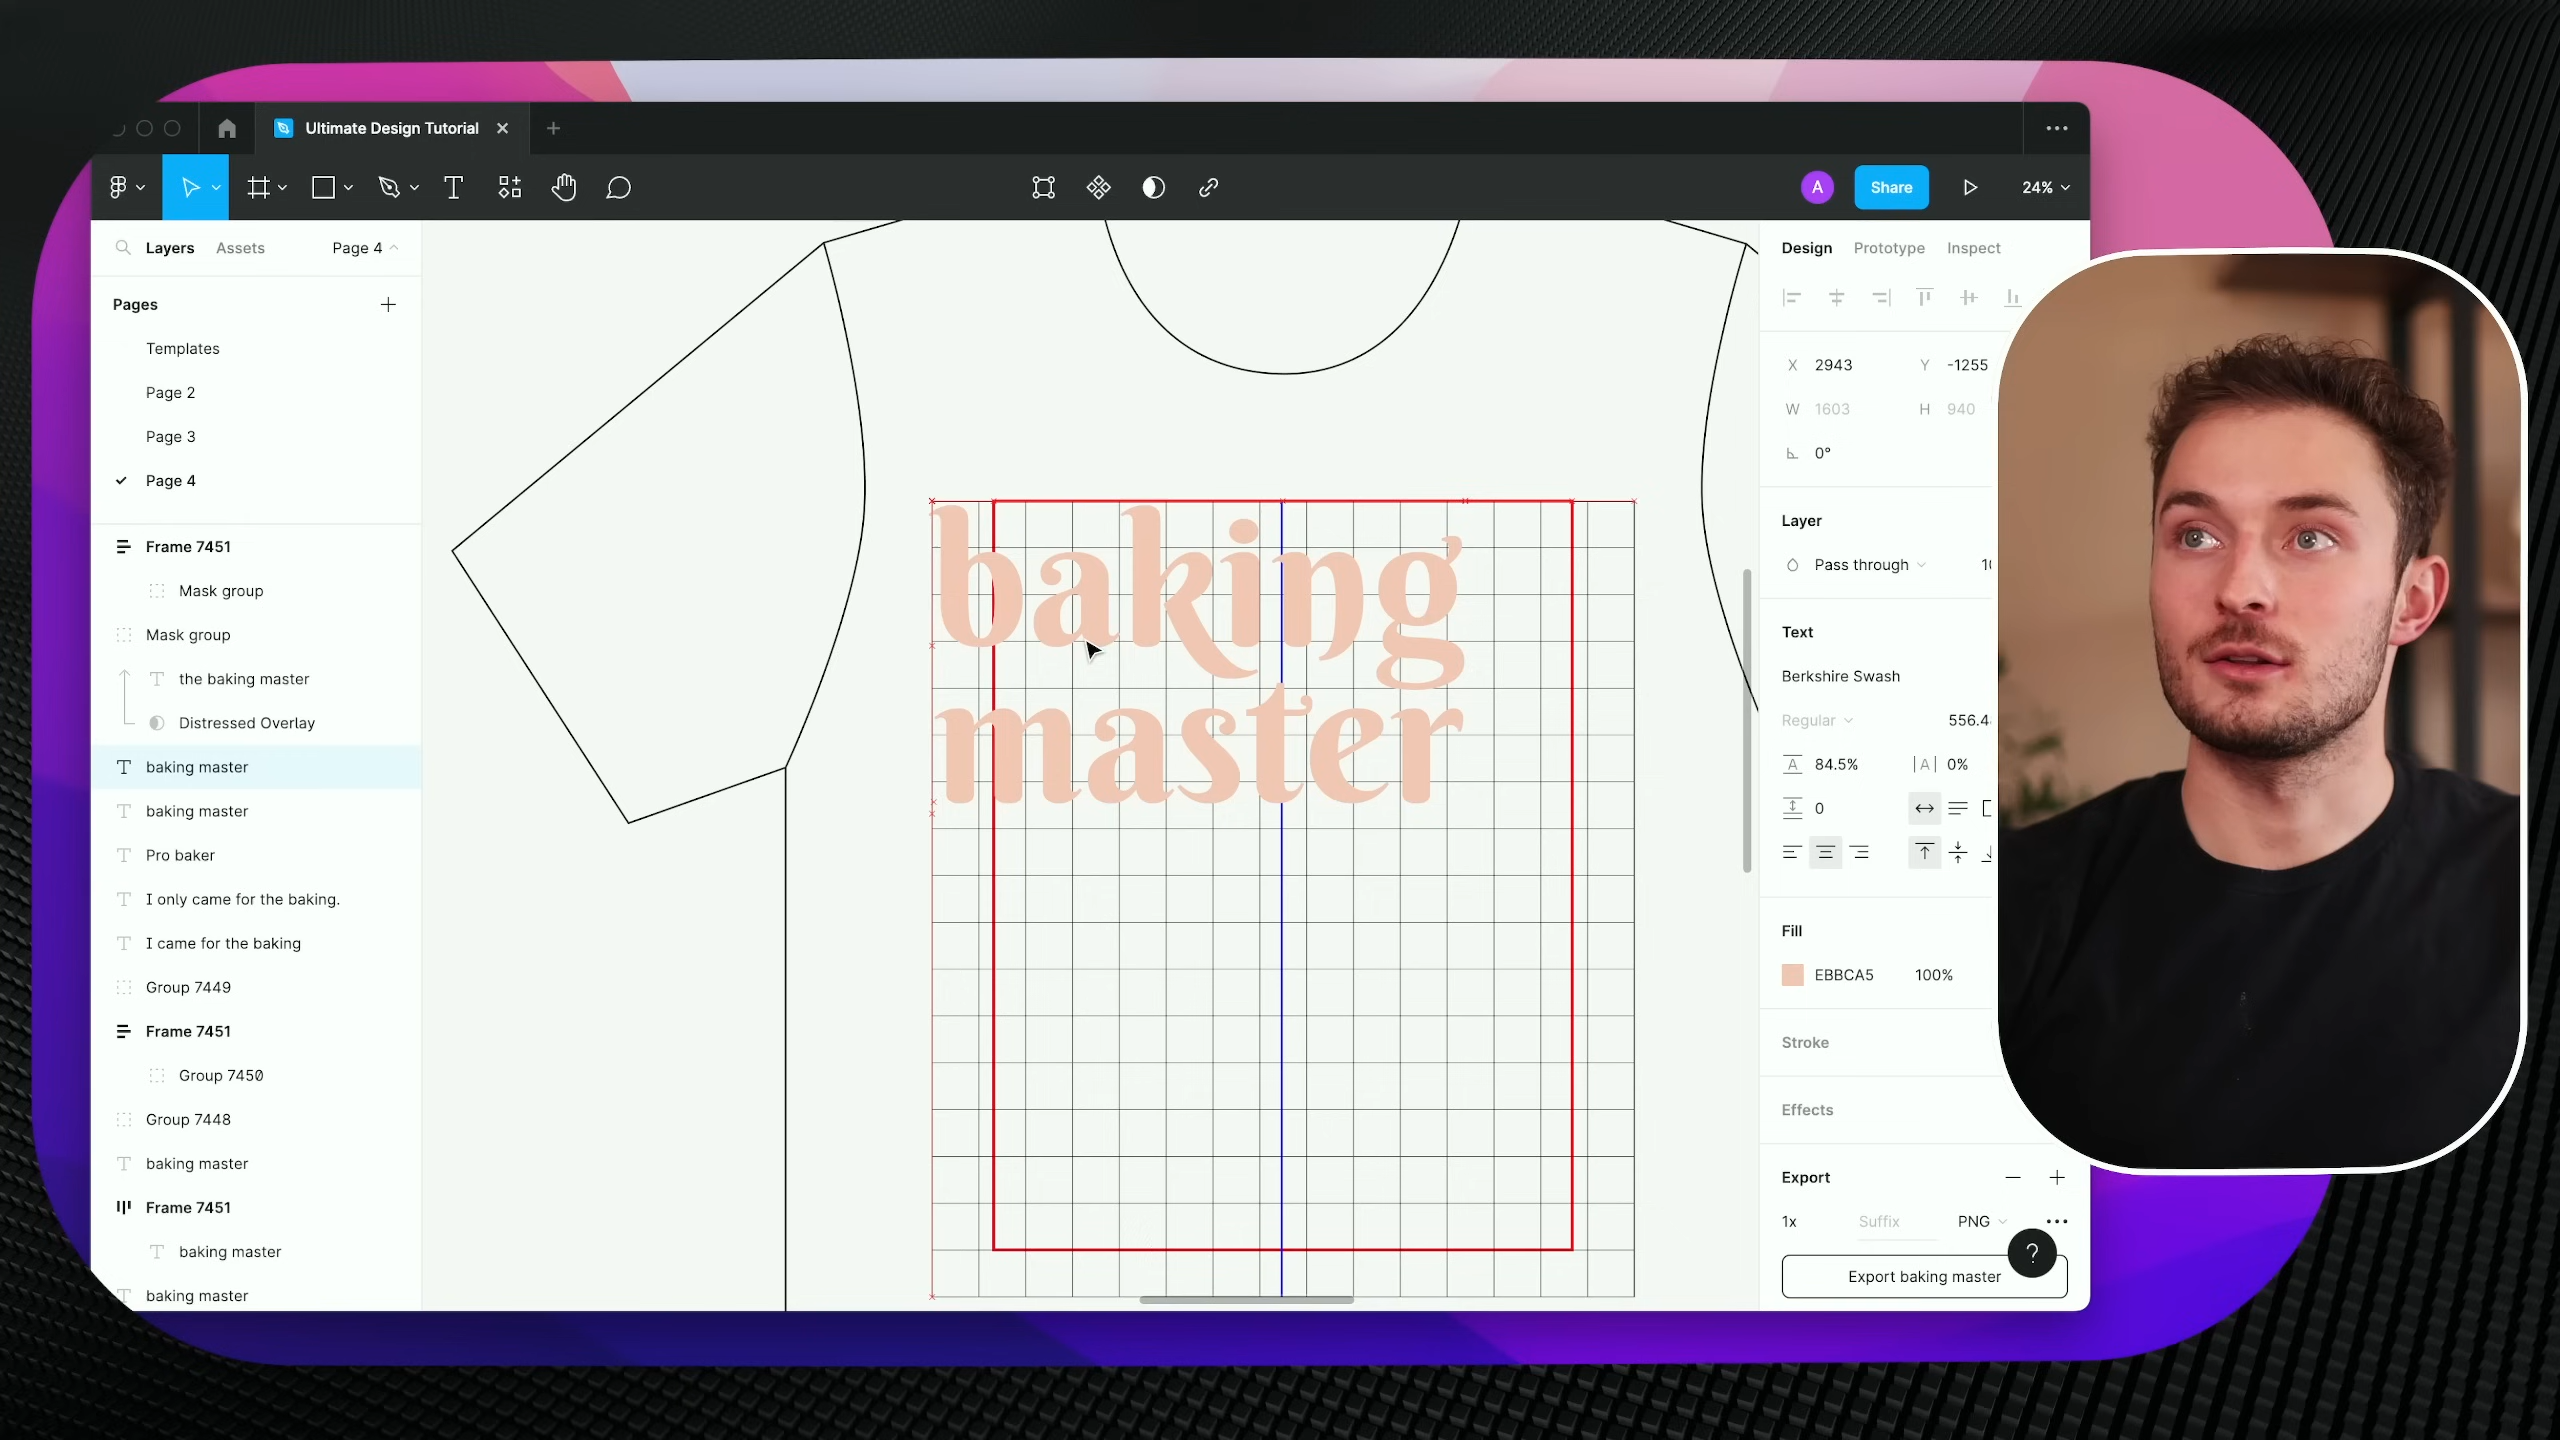 Ultimate Design Tutorial
A
Share
24%
Layers
Assets
Page 4
Pages
Templates
Page 2
Page 3
Page 4
Frame 7451
Mask group
Mask group
the baking master
Distressed Overlay
baking master
baking master
Pro baker
I only came for the baking.
I came for the baking
Group 7449
Frame 7451
Group 7450
Group 7448
baking master
Frame 7451
baking master
baking master
baking
master
Design
Prototype
Inspect
X 2943
Y -1255
W 1603
H 940
0°
Layer
Pass through
Text
Berkshire Swash
Regular
556.4
A 84.5%
|A| 0%
0
Fill
EBBCA5 100%
Stroke
Effects
Export
1x
Suffix
PNG
?
Export baking master